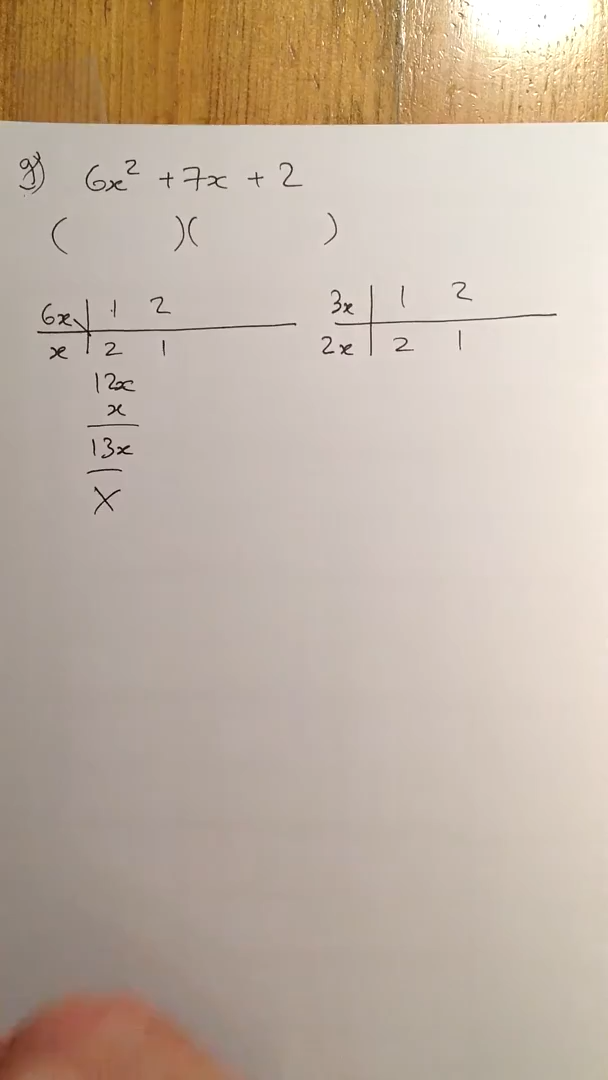 g) 6x² + 7x + 2
( )( )
6x | 1 2
x | 2 1
12x
x
13x
X
3x | 1 2
2x | 2 1